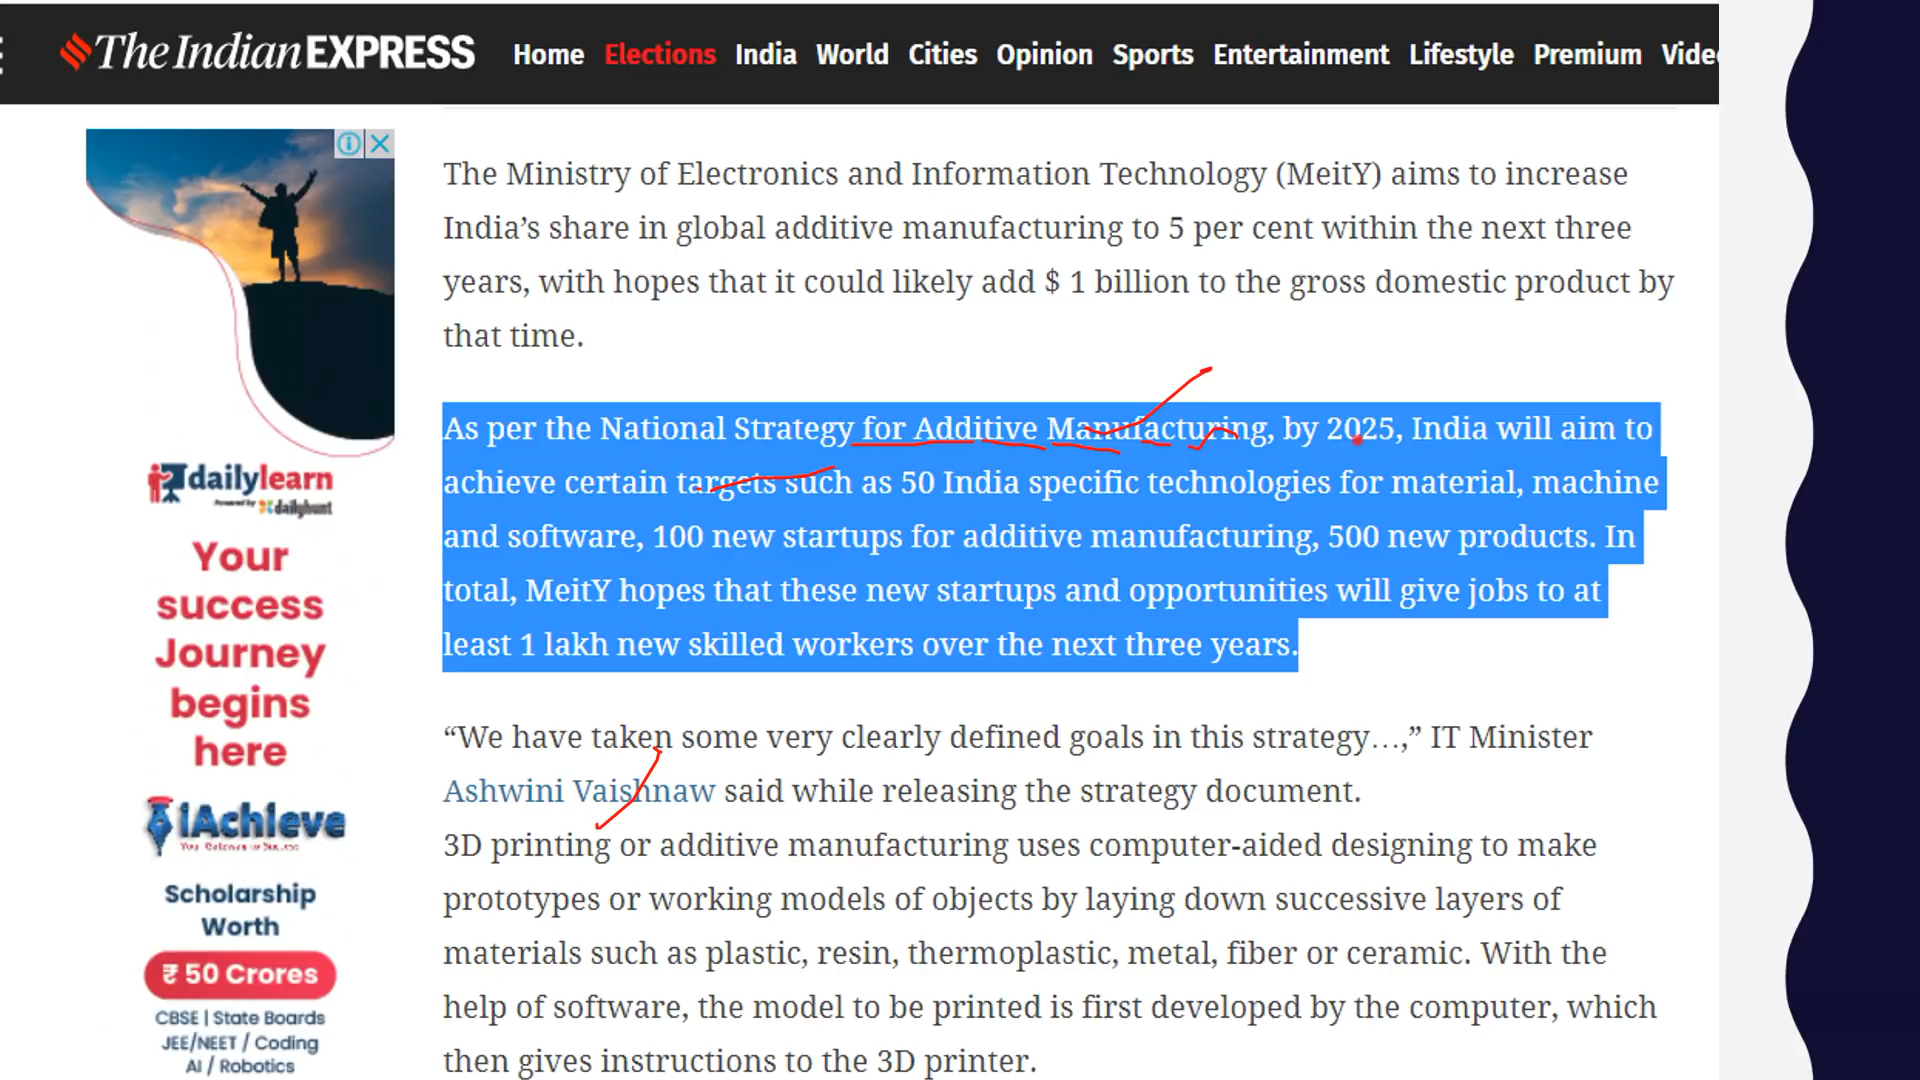 The Indian EXPRESS
Home Elections India World Cities Opinion Sports Entertainment Lifestyle Premium
The Ministry of Electronics and Information Technology (MeitY) aims to increase
India’s share in global additive manufacturing to 5 per cent within the next three
years, with hopes that it could likely add $ 1 billion to the gross domestic product by
that time.
As per the National Strategy for Additive Manufacturing, by 2025, India will aim to
achieve certain targets such as 50 India specific technologies for material, machine
and software, 100 new startups for additive manufacturing, 500 new products. In
total, MeitY hopes that these new startups and opportunities will give jobs to at
least 1 lakh new skilled workers over the next three years.
“We have taken some very clearly defined goals in this strategy…,” IT Minister
Ashwini Vaishnaw said while releasing the strategy document.
3D printing or additive manufacturing uses computer-aided designing to make
prototypes or working models of objects by laying down successive layers of
materials such as plastic, resin, thermoplastic, metal, fiber or ceramic. With the
help of software, the model to be printed is first developed by the computer, which
then gives instructions to the 3D printer.
dailylearn
Powered by dailyhunt
Your
success
Journey
begins
here
iAchieve
Your Gateway to Success
Scholarship
Worth
₹ 50 Crores
CBSE | State Boards
JEE/NEET / Coding
AI / Robotics